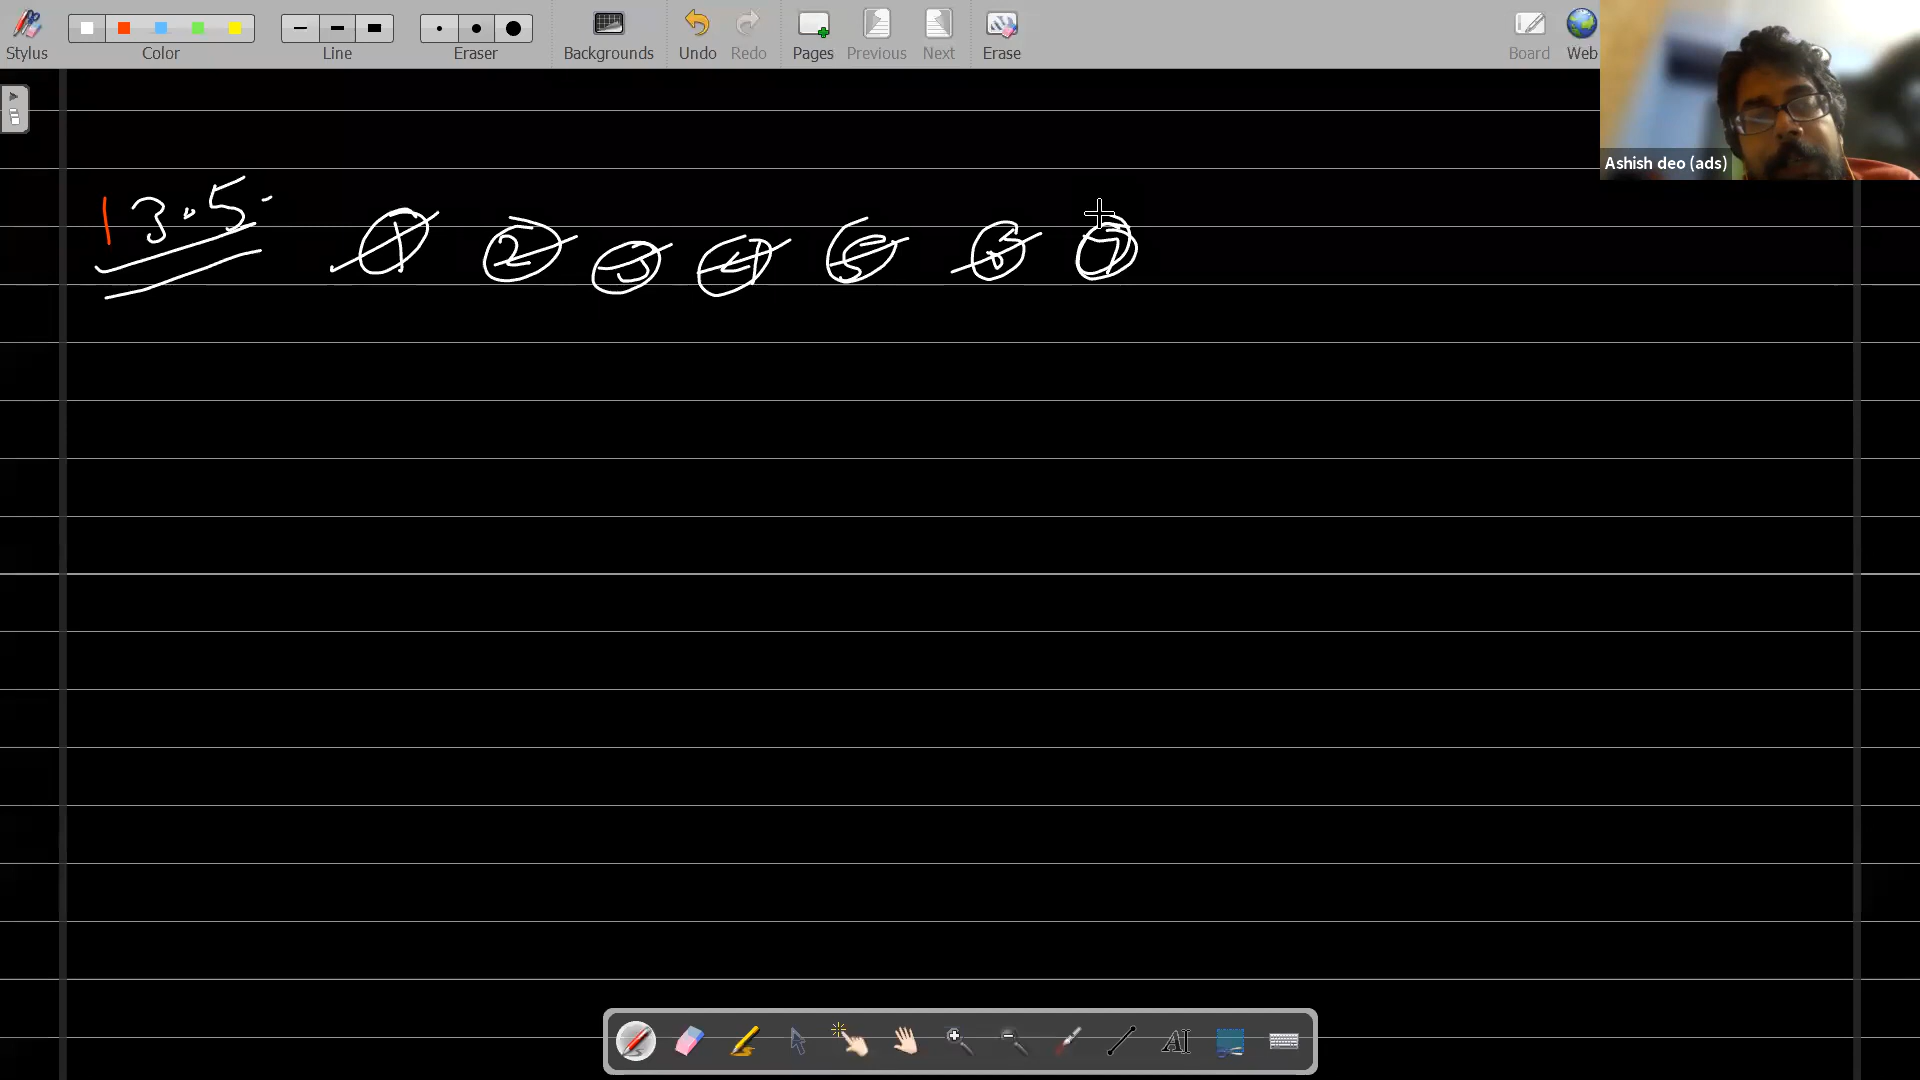 Stylus Color Line Eraser Backgrounds Undo Redo Pages Previous Next Erase Board Web
Ashish deo (ads)
13.5. 1 2 3 4 5 6 7
AI